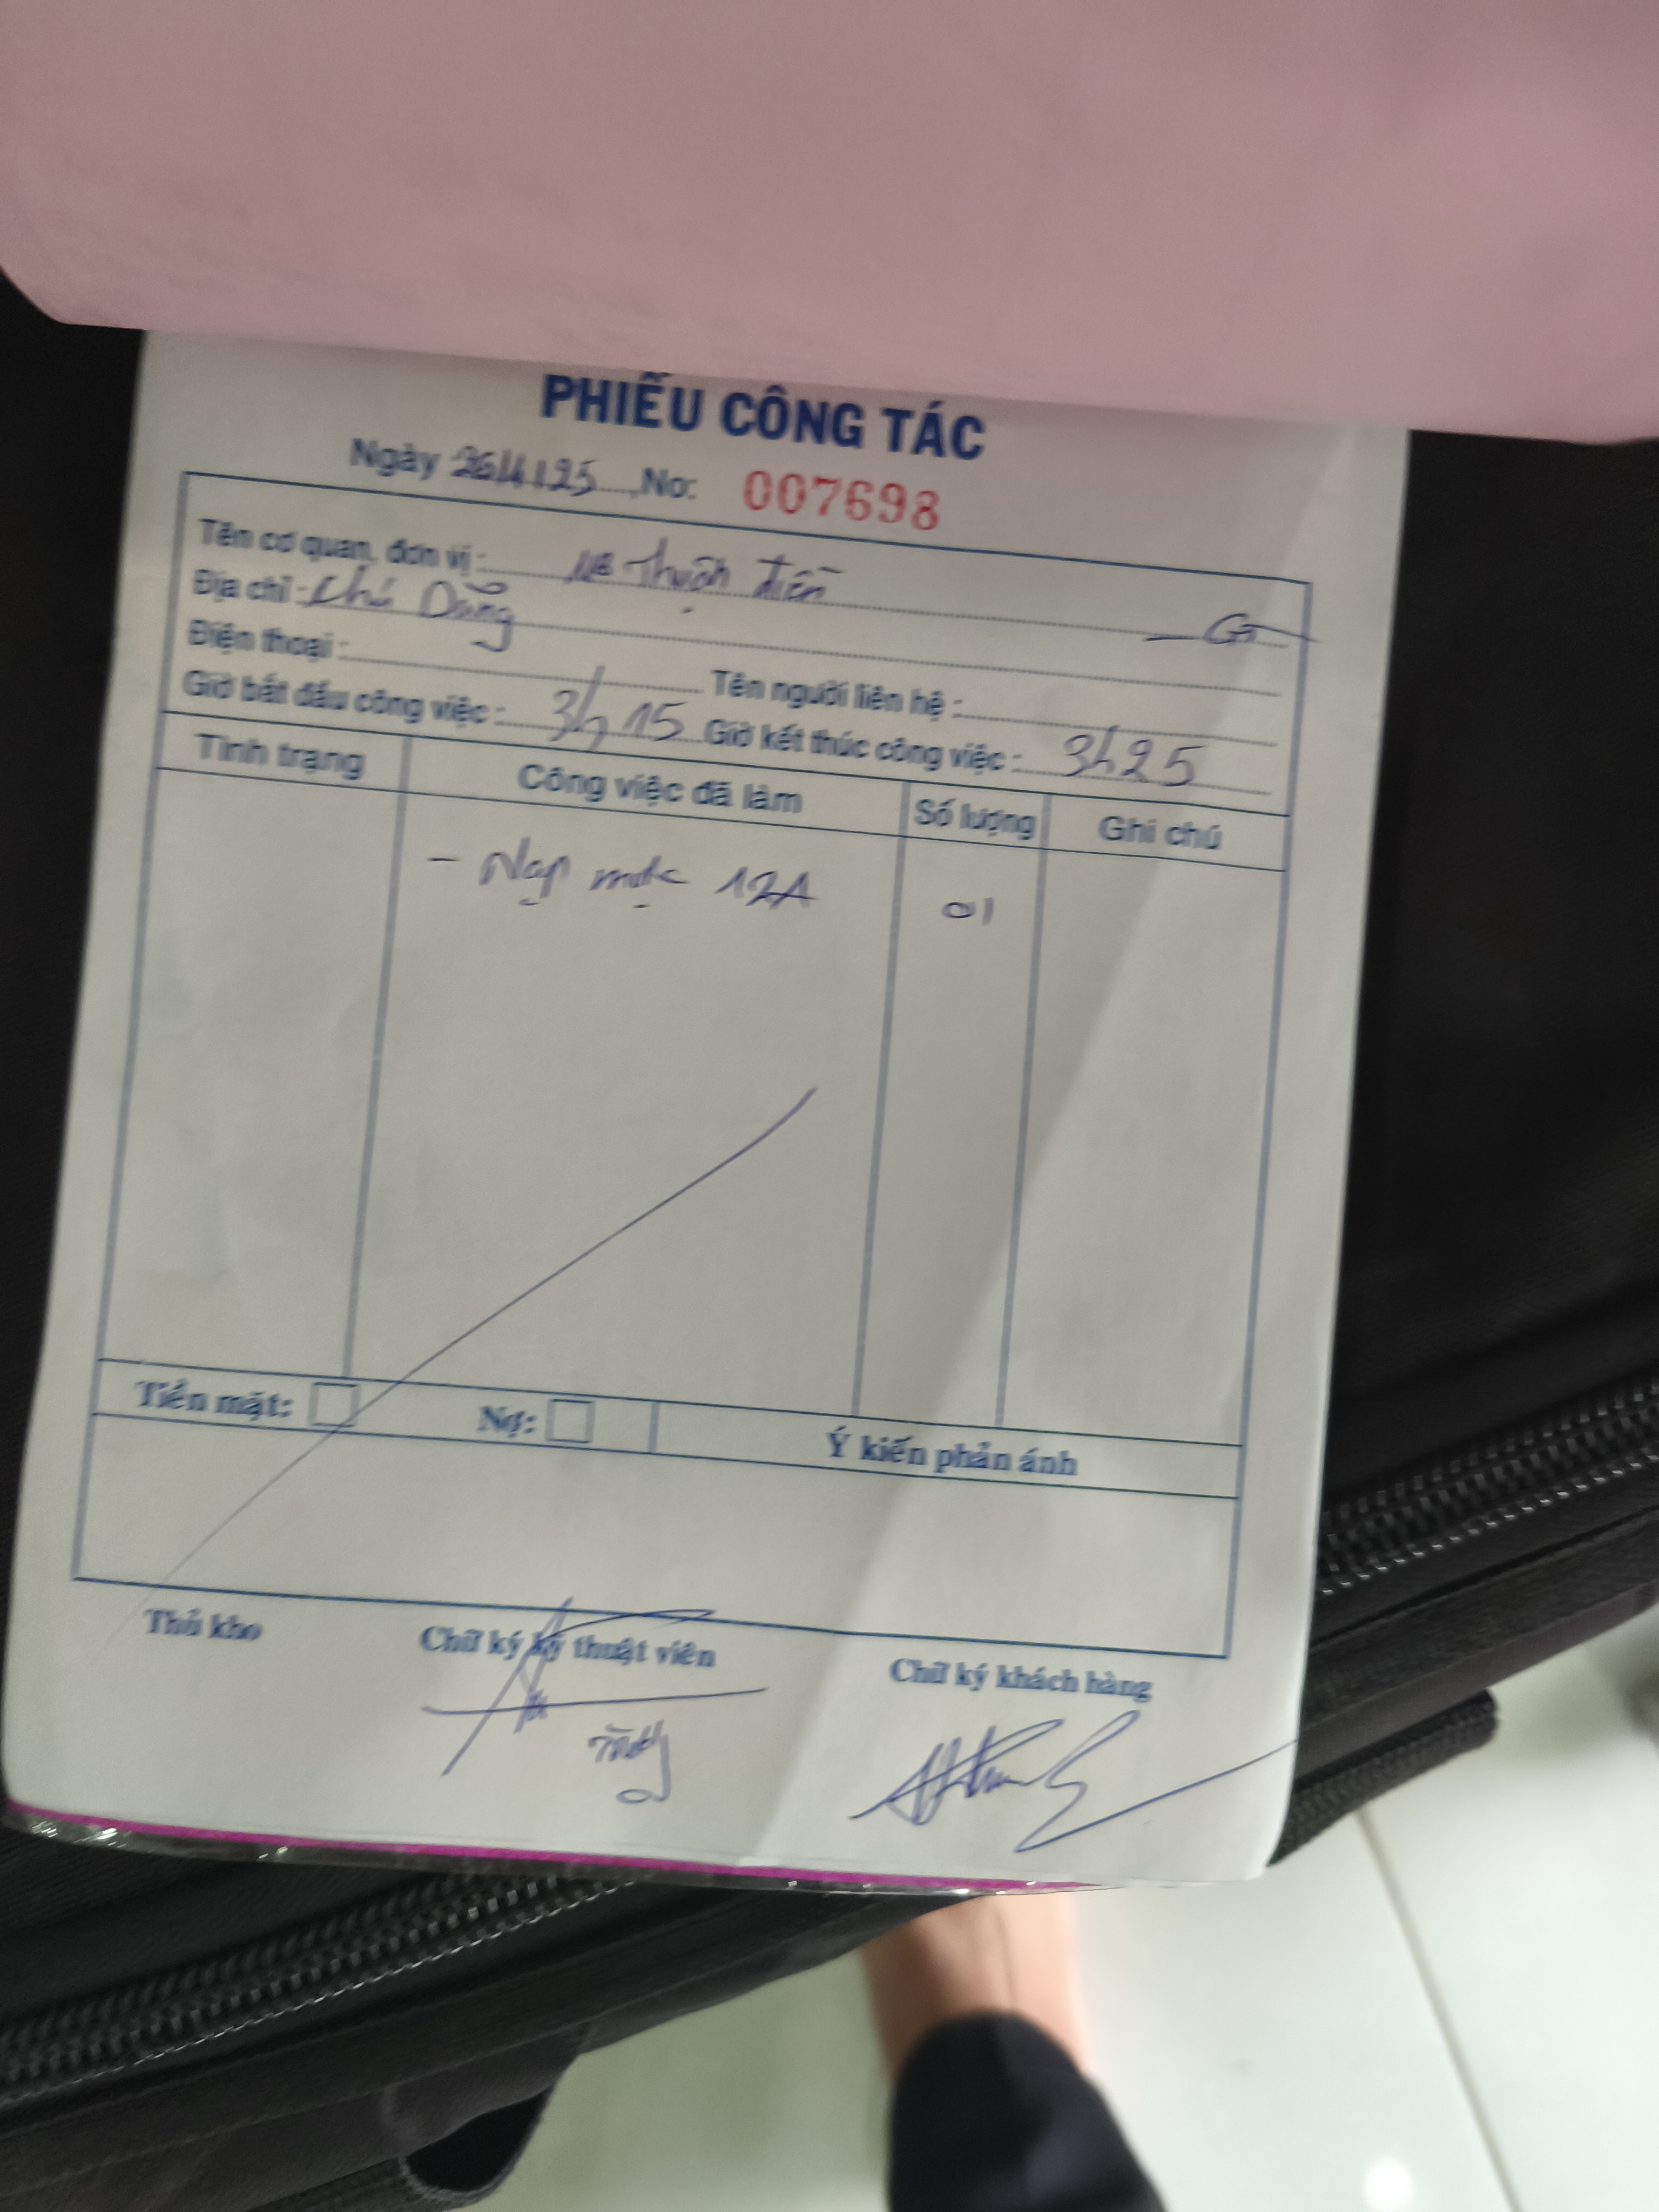 PHIẾU CÔNG TÁC
Ngày 26/4/25 No: 007698
Tên cơ quan, đơn vị: Thuận điền
Địa chỉ: Chú Dũng
Điện thoại: Tên người liên hệ:
Giờ bắt đầu công việc: 3h15 Giờ kết thúc công việc: 3h25
Tình trạng Công việc đã làm Số lượng Ghi chú
- Nạp mực 12A 01
Tiền mặt: Nợ: Ý kiến phản ánh
Thủ kho Chữ ký kỹ thuật viên Chữ ký khách hàng